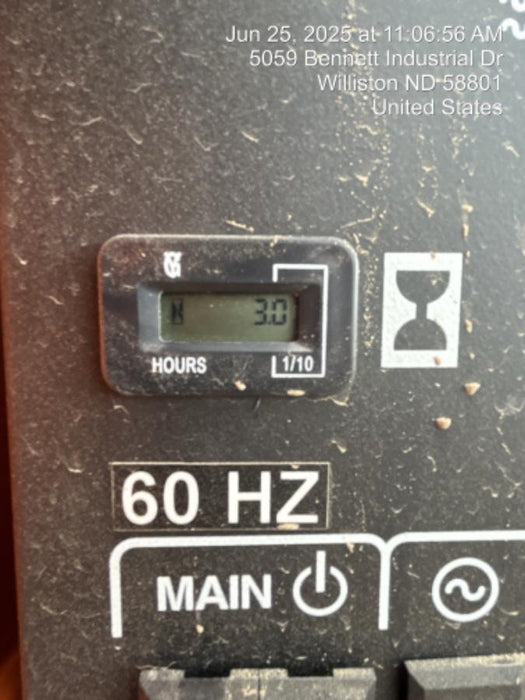 Jun 25, 2025 at 11:06:56 AM
5059 Bennett Industrial Dr
Williston ND 58801
United States
3.0
HOURS
1/10
60 HZ
MAIN